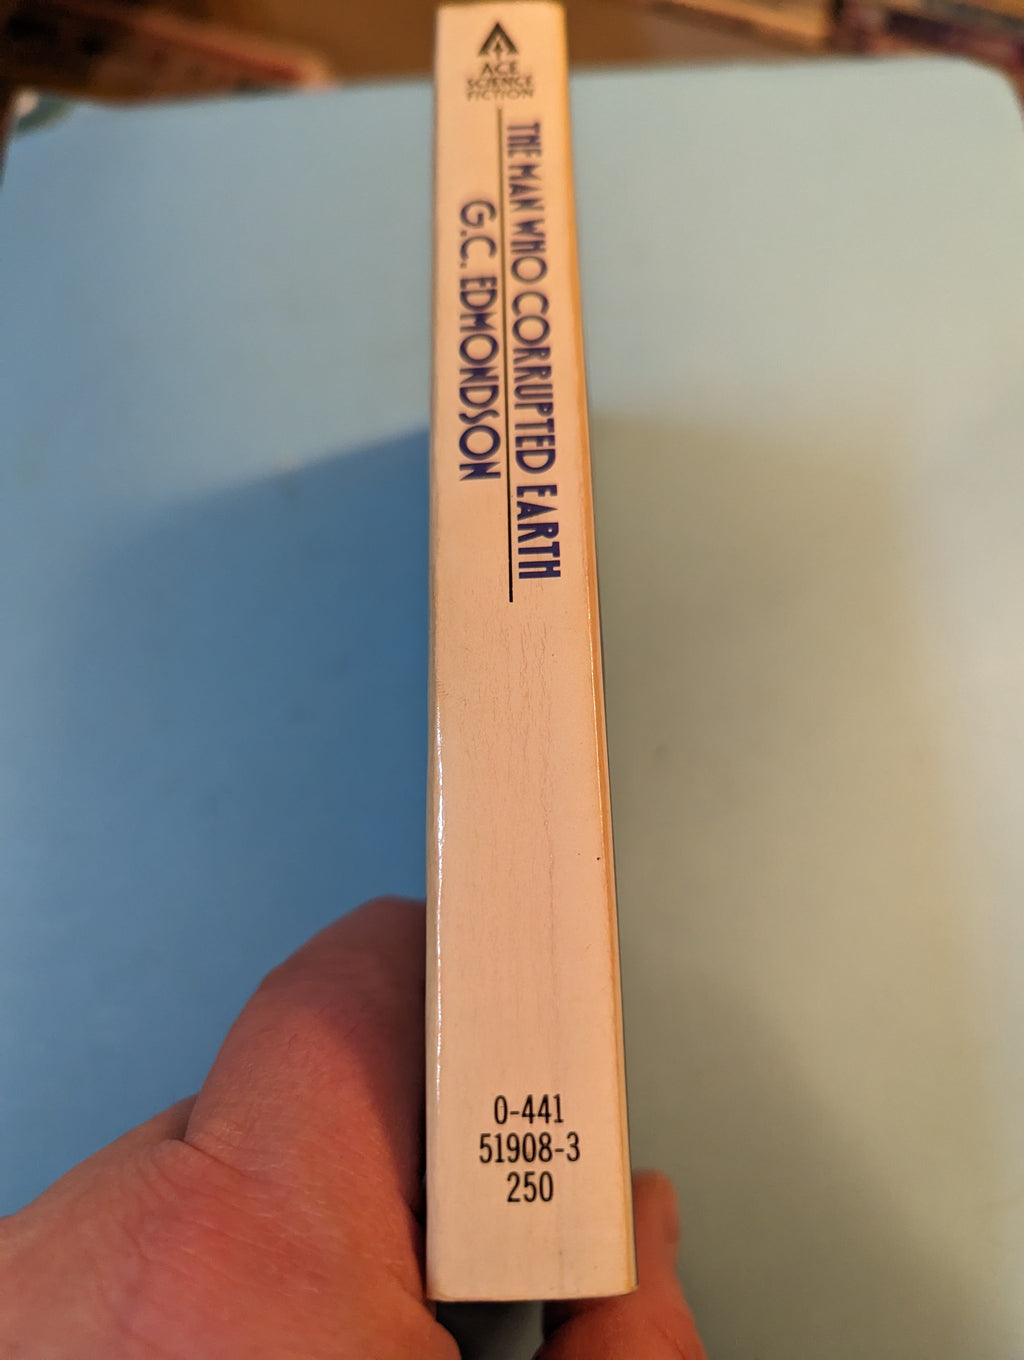 ACE
SCIENCE
FICTION
THE MAN WHO CORRUPTED EARTH
G.C. EDMONDSON
0-441
51908-3
250